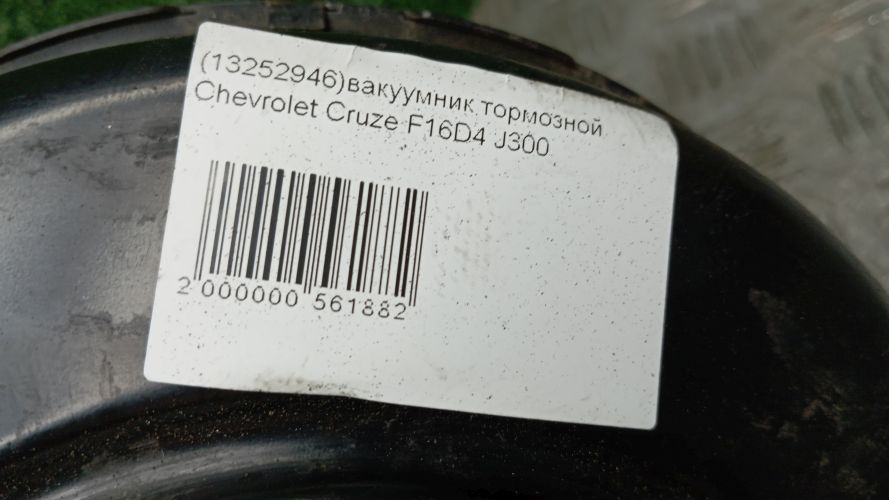 (13252946)вакуумник тормозной
Chevrolet Cruze F16D4 J300
2 000000 561882